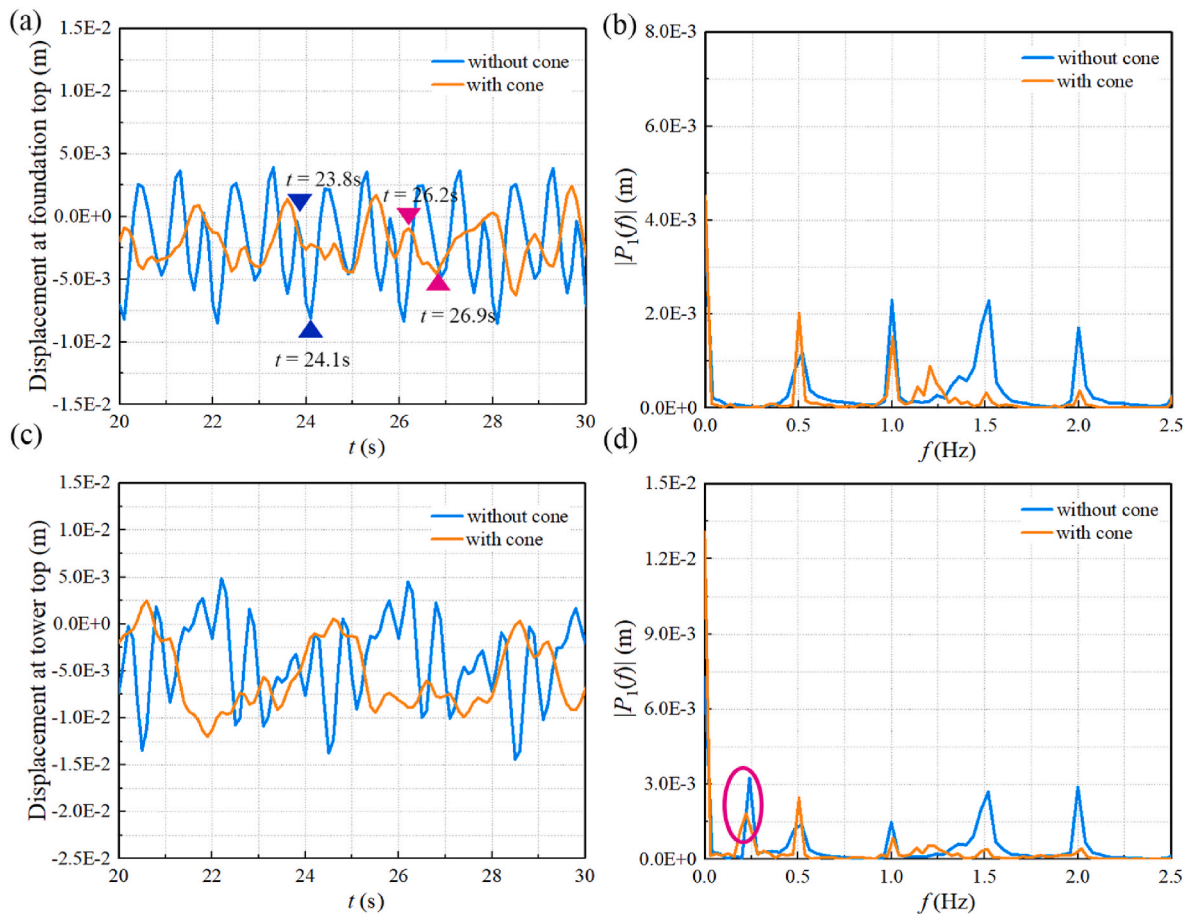 (a)
Displacement at foundation top (m)
1.5E-2
1.0E-2
5.0E-3
0.0E+0
-5.0E-3
-1.0E-2
-1.5E-2
without cone
with cone
t = 23.8s
t = 26.2s
t = 26.9s
t = 24.1s
20 22 24 26 28 30
t (s)
(b)
|P1(f)| (m)
8.0E-3
6.0E-3
4.0E-3
2.0E-3
0.0E+0
without cone
with cone
0.0 0.5 1.0 1.5 2.0 2.5
f (Hz)
(c)
Displacement at tower top (m)
1.5E-2
1.0E-2
5.0E-3
0.0E+0
-5.0E-3
-1.0E-2
-1.5E-2
-2.0E-2
-2.5E-2
without cone
with cone
20 22 24 26 28 30
t (s)
(d)
|P1(f)| (m)
1.5E-2
1.2E-2
9.0E-3
6.0E-3
3.0E-3
0.0E+0
without cone
with cone
0.0 0.5 1.0 1.5 2.0 2.5
f (Hz)